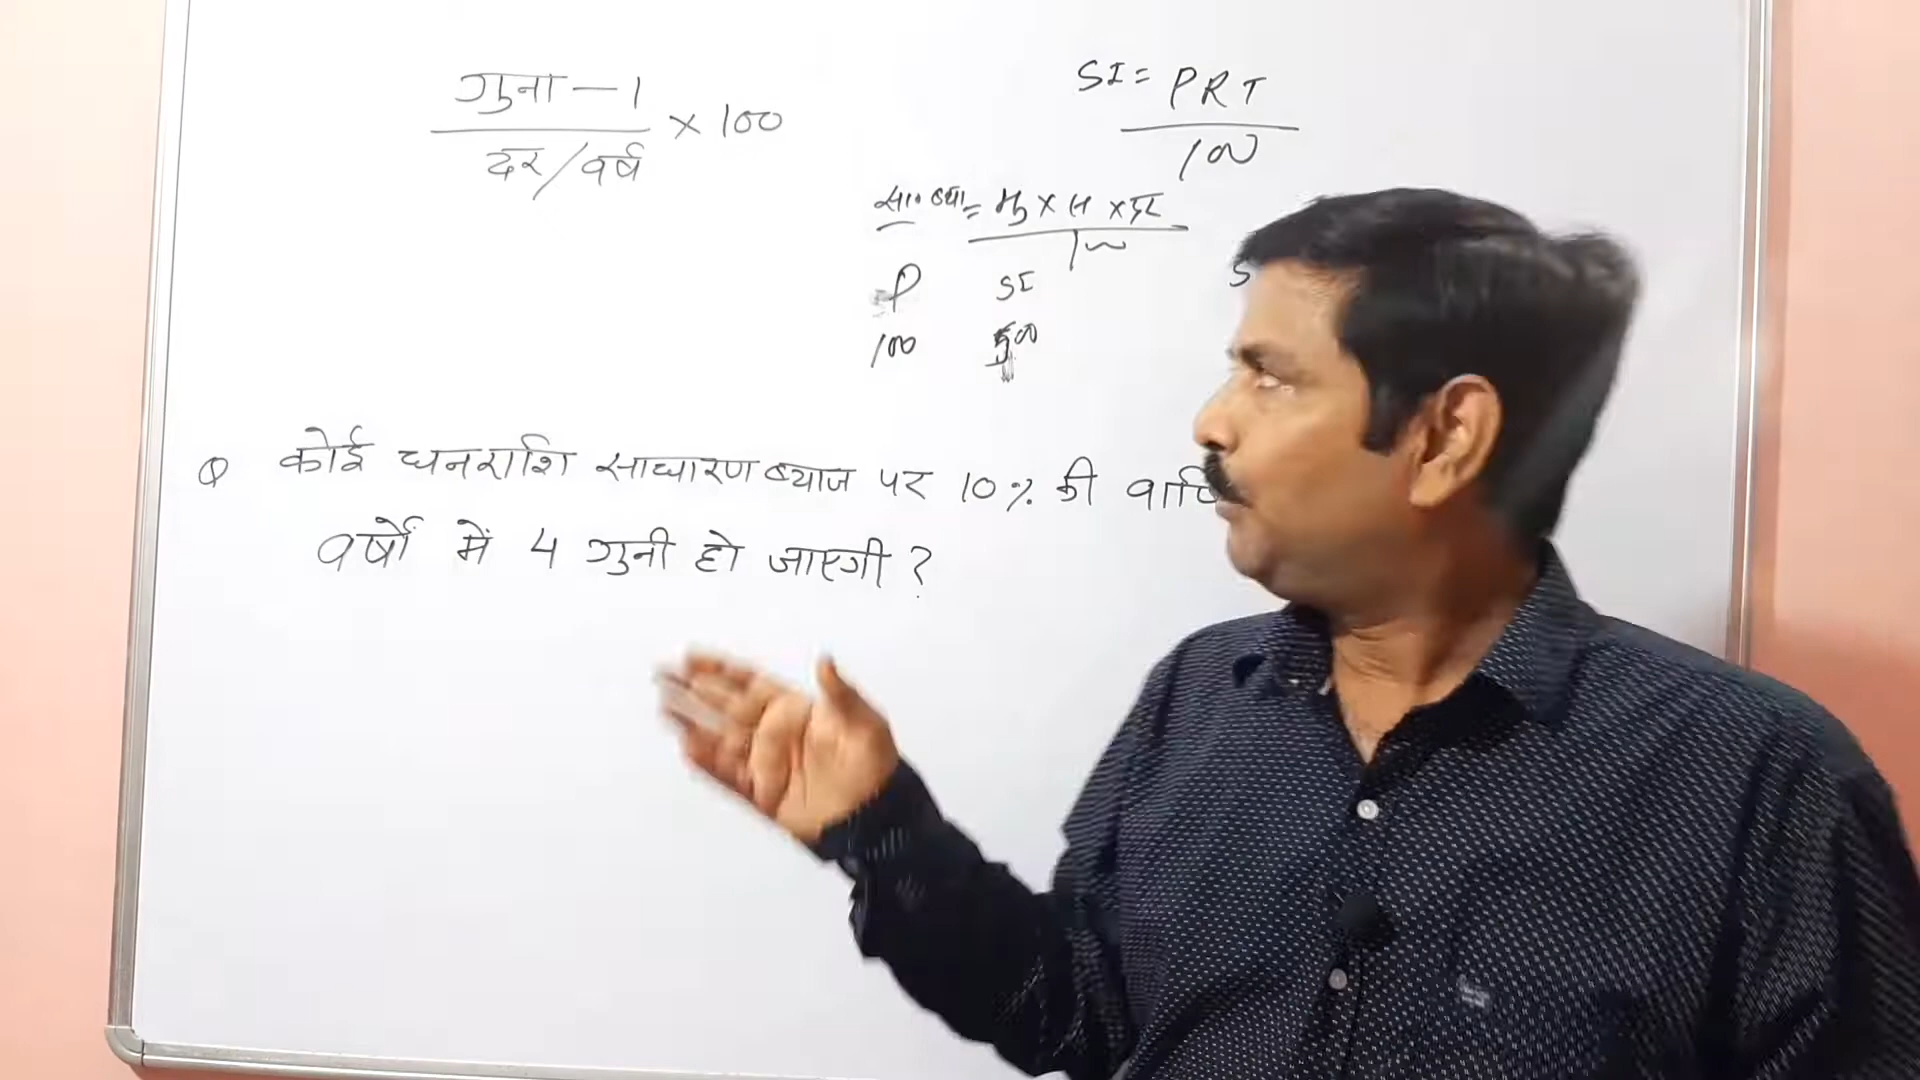 गुना - 1
दर/वर्ष × 100
SI = PRT
100
सा० ब्या = मू × स × दर
100
P SI
100 500
Q कोई धनराशि साधारण ब्याज पर 10% की
वर्षों में 4 गुनी हो जाएगी ?